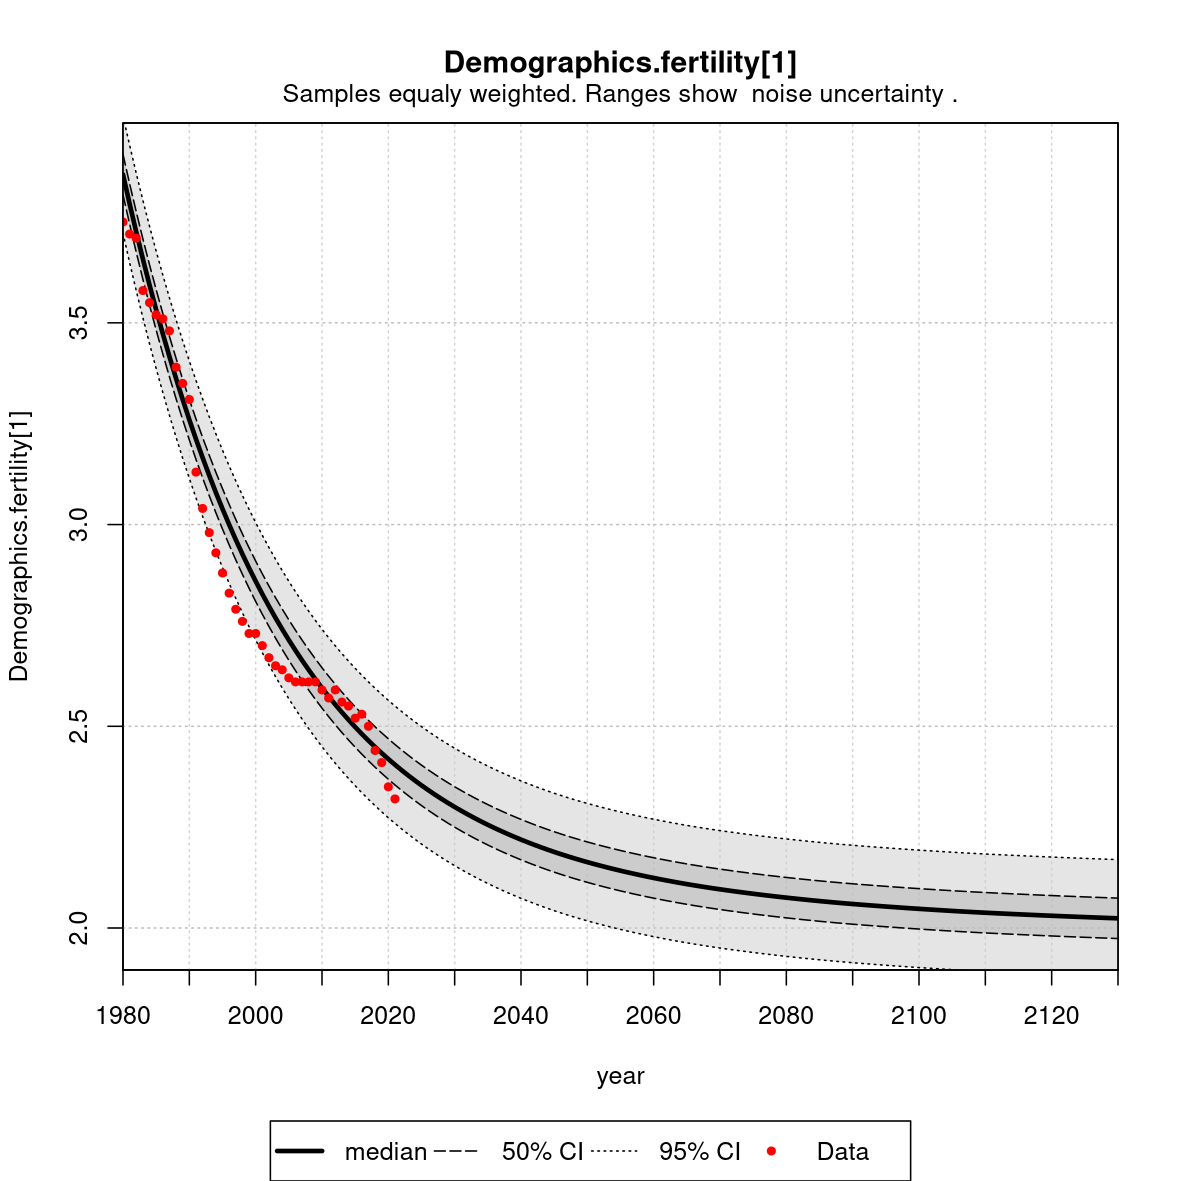 Demographics.fertility[1]
Samples equaly weighted. Ranges show  noise uncertainty .
Demographics.fertility[1]
3.5
3.0
2.5
2.0
1980 2000 2020 2040 2060 2080 2100 2120
year
median 50% CI 95% CI Data